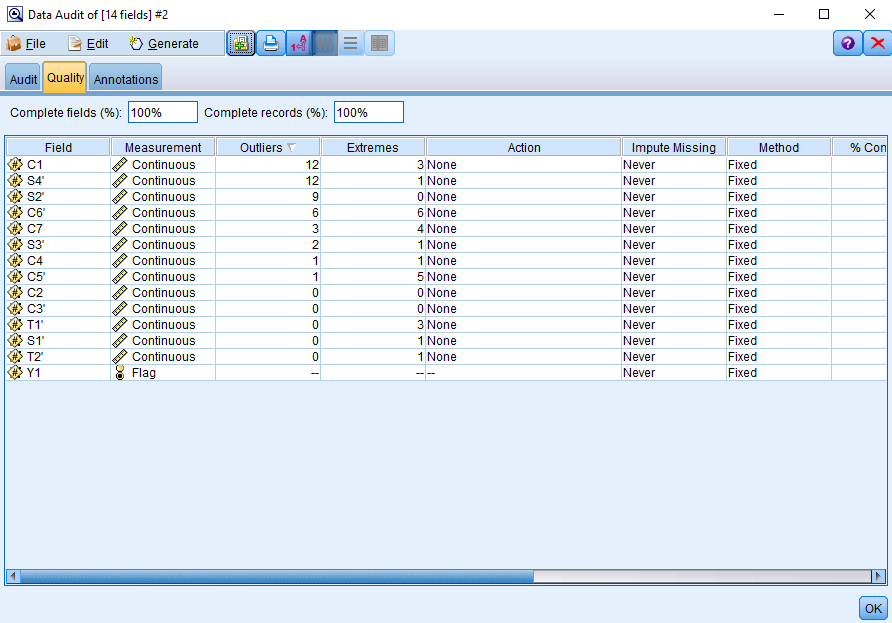 Data Audit of [14 fields] #2
File Edit Generate
Audit Quality Annotations
Complete fields (%): 100% Complete records (%): 100%
Field Measurement Outliers Extremes Action Impute Missing Method % Con
C1 Continuous 12 3 None Never Fixed
S4' Continuous 12 1 None Never Fixed
S2' Continuous 9 0 None Never Fixed
C6' Continuous 6 6 None Never Fixed
C7 Continuous 3 4 None Never Fixed
S3' Continuous 2 1 None Never Fixed
C4 Continuous 1 1 None Never Fixed
C5' Continuous 1 5 None Never Fixed
C2 Continuous 0 0 None Never Fixed
C3' Continuous 0 0 None Never Fixed
T1' Continuous 0 3 None Never Fixed
S1' Continuous 0 1 None Never Fixed
T2' Continuous 0 1 None Never Fixed
Y1 Flag -- -- -- Never Fixed
OK